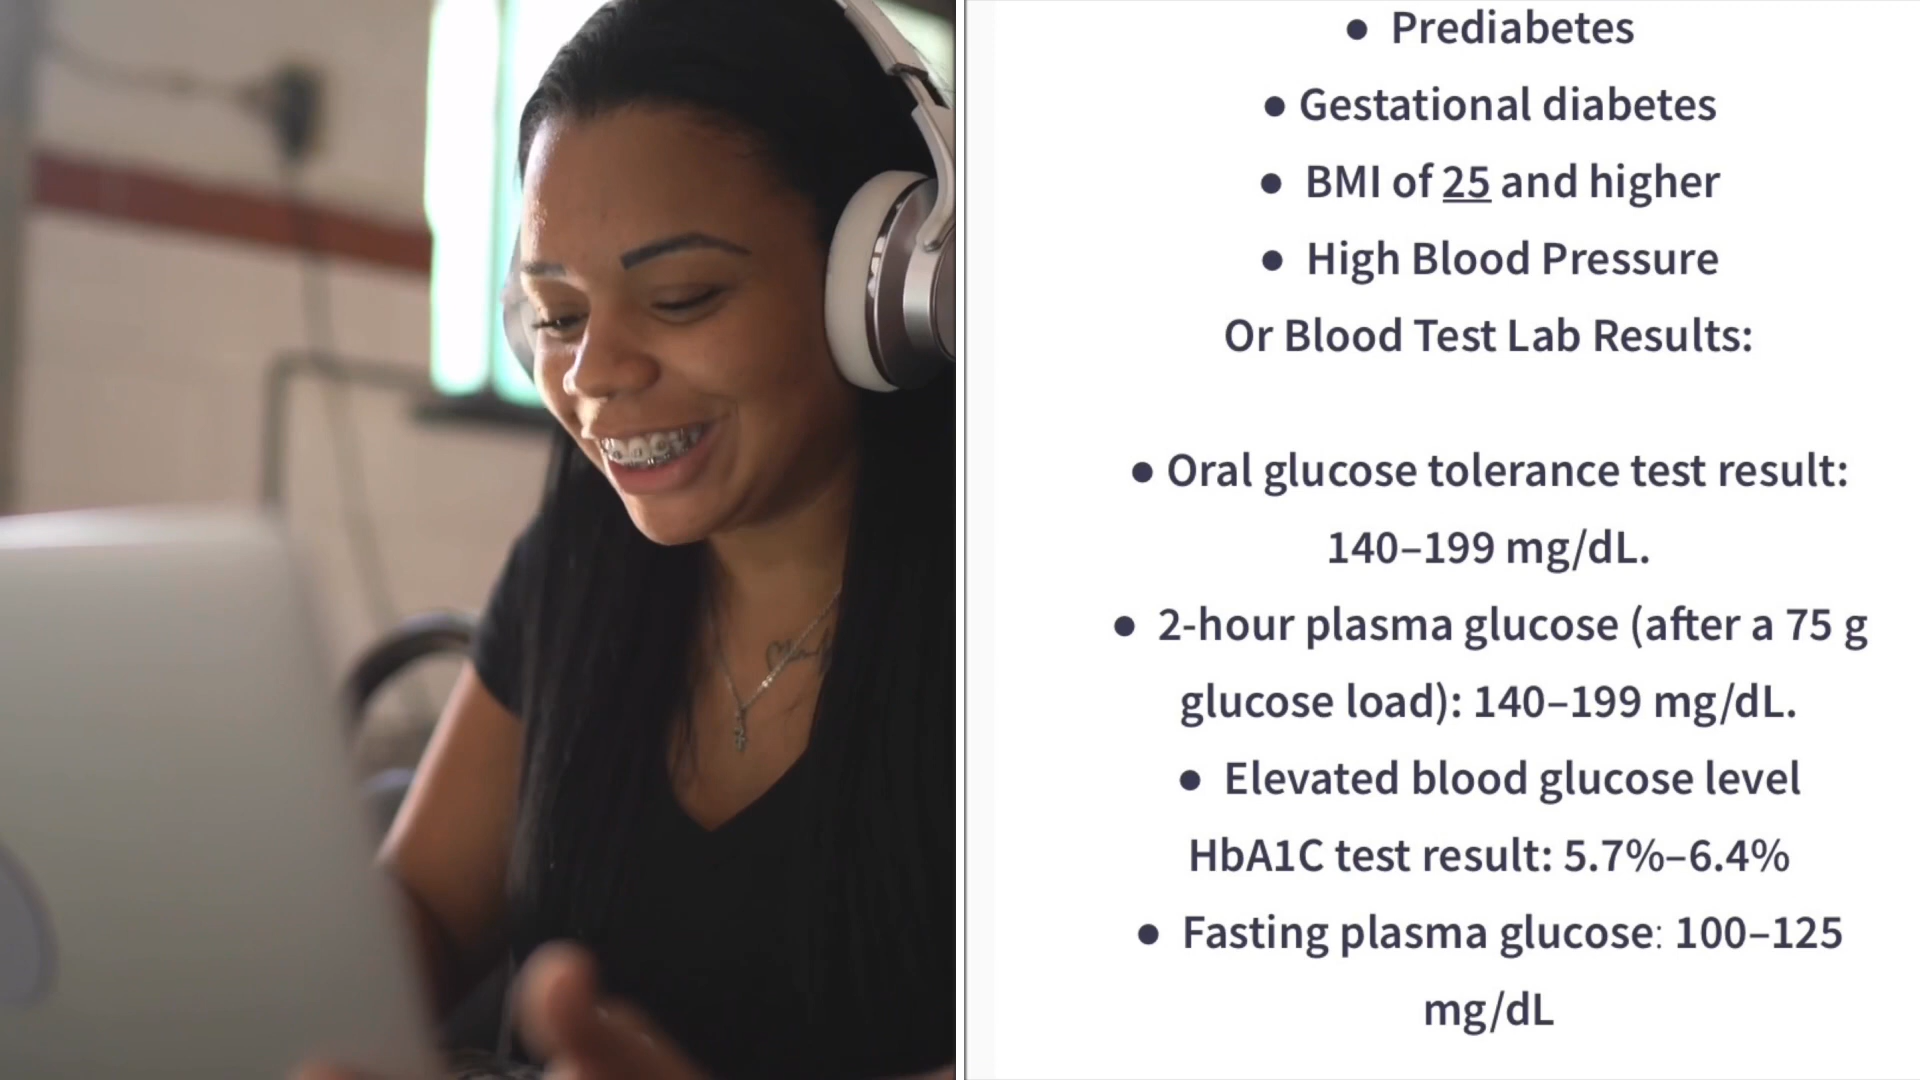 ● Prediabetes
● Gestational diabetes
● BMI of 25 and higher
● High Blood Pressure
Or Blood Test Lab Results:
● Oral glucose tolerance test result:
140–199 mg/dL.
● 2-hour plasma glucose (after a 75 g
glucose load): 140–199 mg/dL.
● Elevated blood glucose level
HbA1C test result: 5.7%–6.4%
● Fasting plasma glucose: 100–125
mg/dL